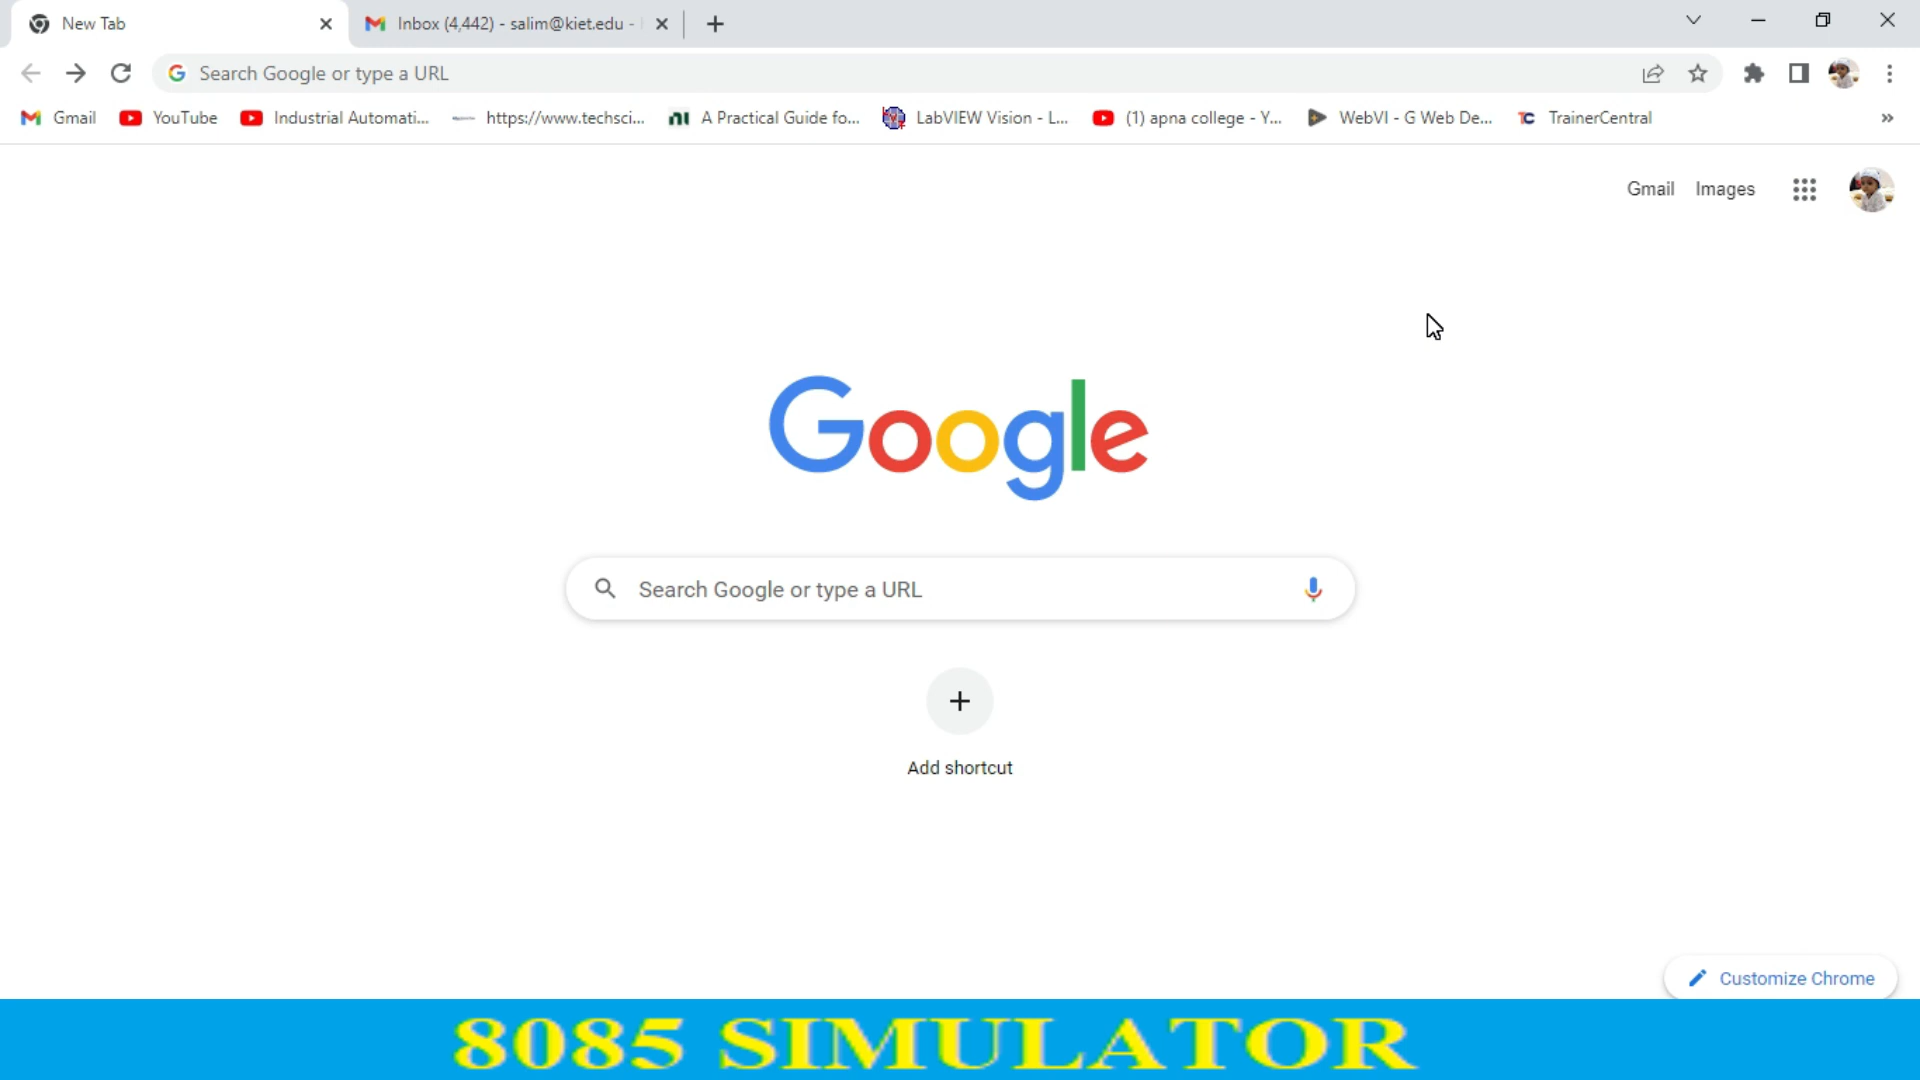 New Tab
Inbox (4,442) - salim@kiet.edu -
Search Google or type a URL
Gmail YouTube Industrial Automati... https://www.techsci... A Practical Guide fo... LabVIEW Vision - L... (1) apna college - Y... WebVI - G Web De... TC TrainerCentral »
Gmail Images
Google
Search Google or type a URL
Add shortcut
Customize Chrome
8085 SIMULATOR